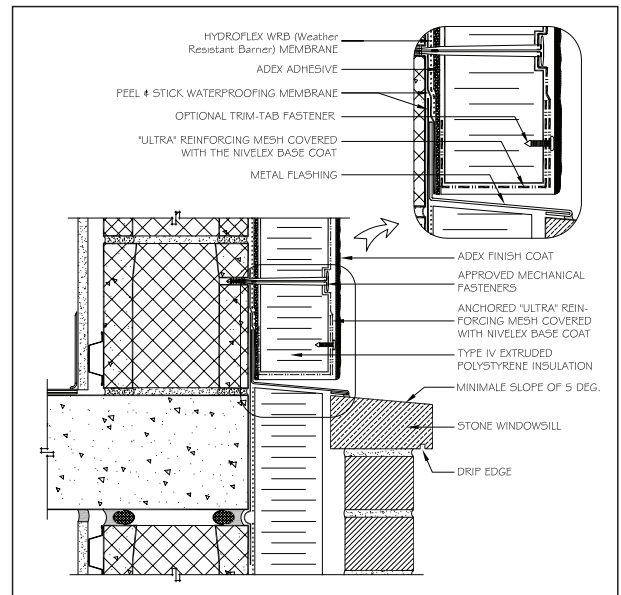 HYDROFLEX WRB (Weather
Resistant Barrier) MEMBRANE
ADEX ADHESIVE
PEEL & STICK WATERPROOFING MEMBRANE
OPTIONAL TRIM-TAB FASTENER
"ULTRA" REINFORCING MESH COVERED
WITH THE NIVELEX BASE COAT
METAL FLASHING
ADEX FINISH COAT
APPROVED MECHANICAL
FASTENERS
ANCHORED "ULTRA" REIN-
FORCING MESH COVERED
WITH NIVELEX BASE COAT
TYPE IV EXTRUDED
POLYSTYRENE INSULATION
MINIMALE SLOPE OF 5 DEG.
STONE WINDOWSILL
DRIP EDGE